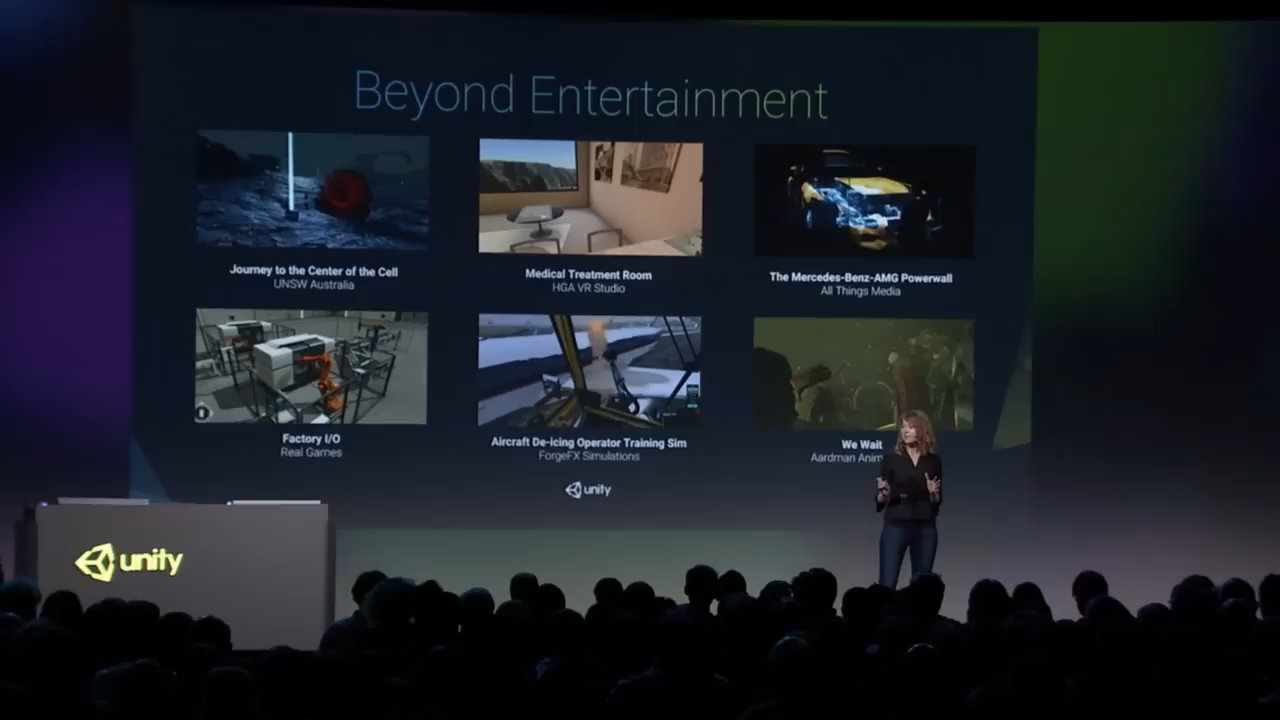 Beyond Entertainment
Journey to the Center of the Cell
UNSW Australia
Medical Treatment Room
HGA VR Studio
The Mercedes-Benz-AMG Powerwall
All Things Media
Factory I/O
Real Games
Aircraft De-icing Operator Training Sim
ForgeFX Simulations
We Wait
Aardman Anim
unity
unity